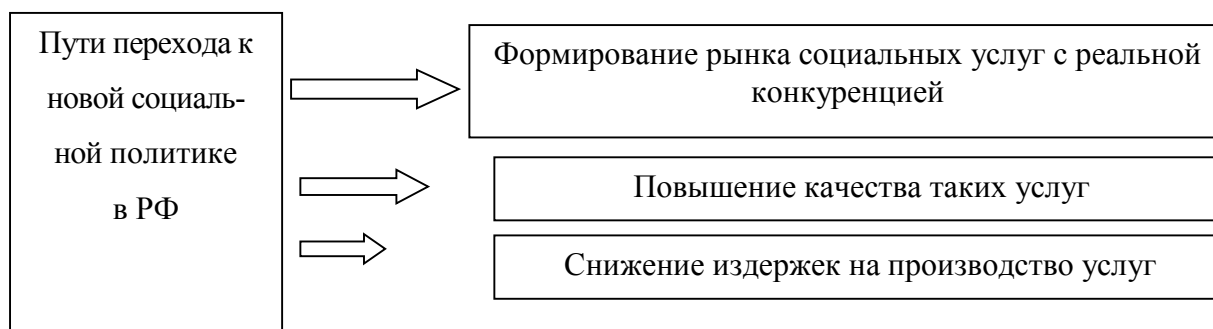 Пути перехода к
новой социаль-
ной политике
в РФ
Формирование рынка социальных услуг с реальной
конкуренцией
Повышение качества таких услуг
Снижение издержек на производство услуг